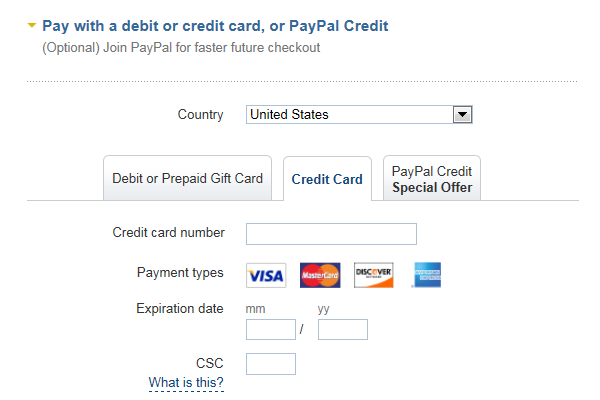 Pay with a debit or credit card, or PayPal Credit
(Optional) Join PayPal for faster future checkout
Country United States
Debit or Prepaid Gift Card Credit Card PayPal Credit
Special Offer
Credit card number
Payment types VISA MasterCard DISCOVER AMERICAN EXPRESS
Expiration date mm yy
/
CSC
What is this?